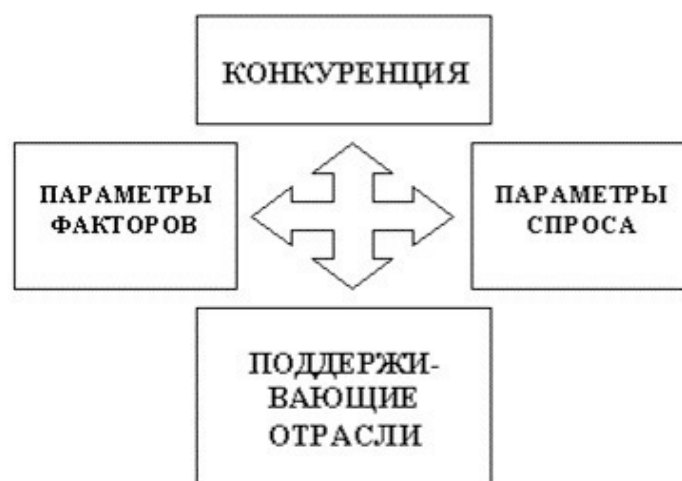 КОНКУРЕНЦИЯ
ПАРАМЕТРЫ
ФАКТОРОВ
ПАРАМЕТРЫ
СПРОСА
ПОДДЕРЖИ-
ВАЮЩИЕ
ОТРАСЛИ